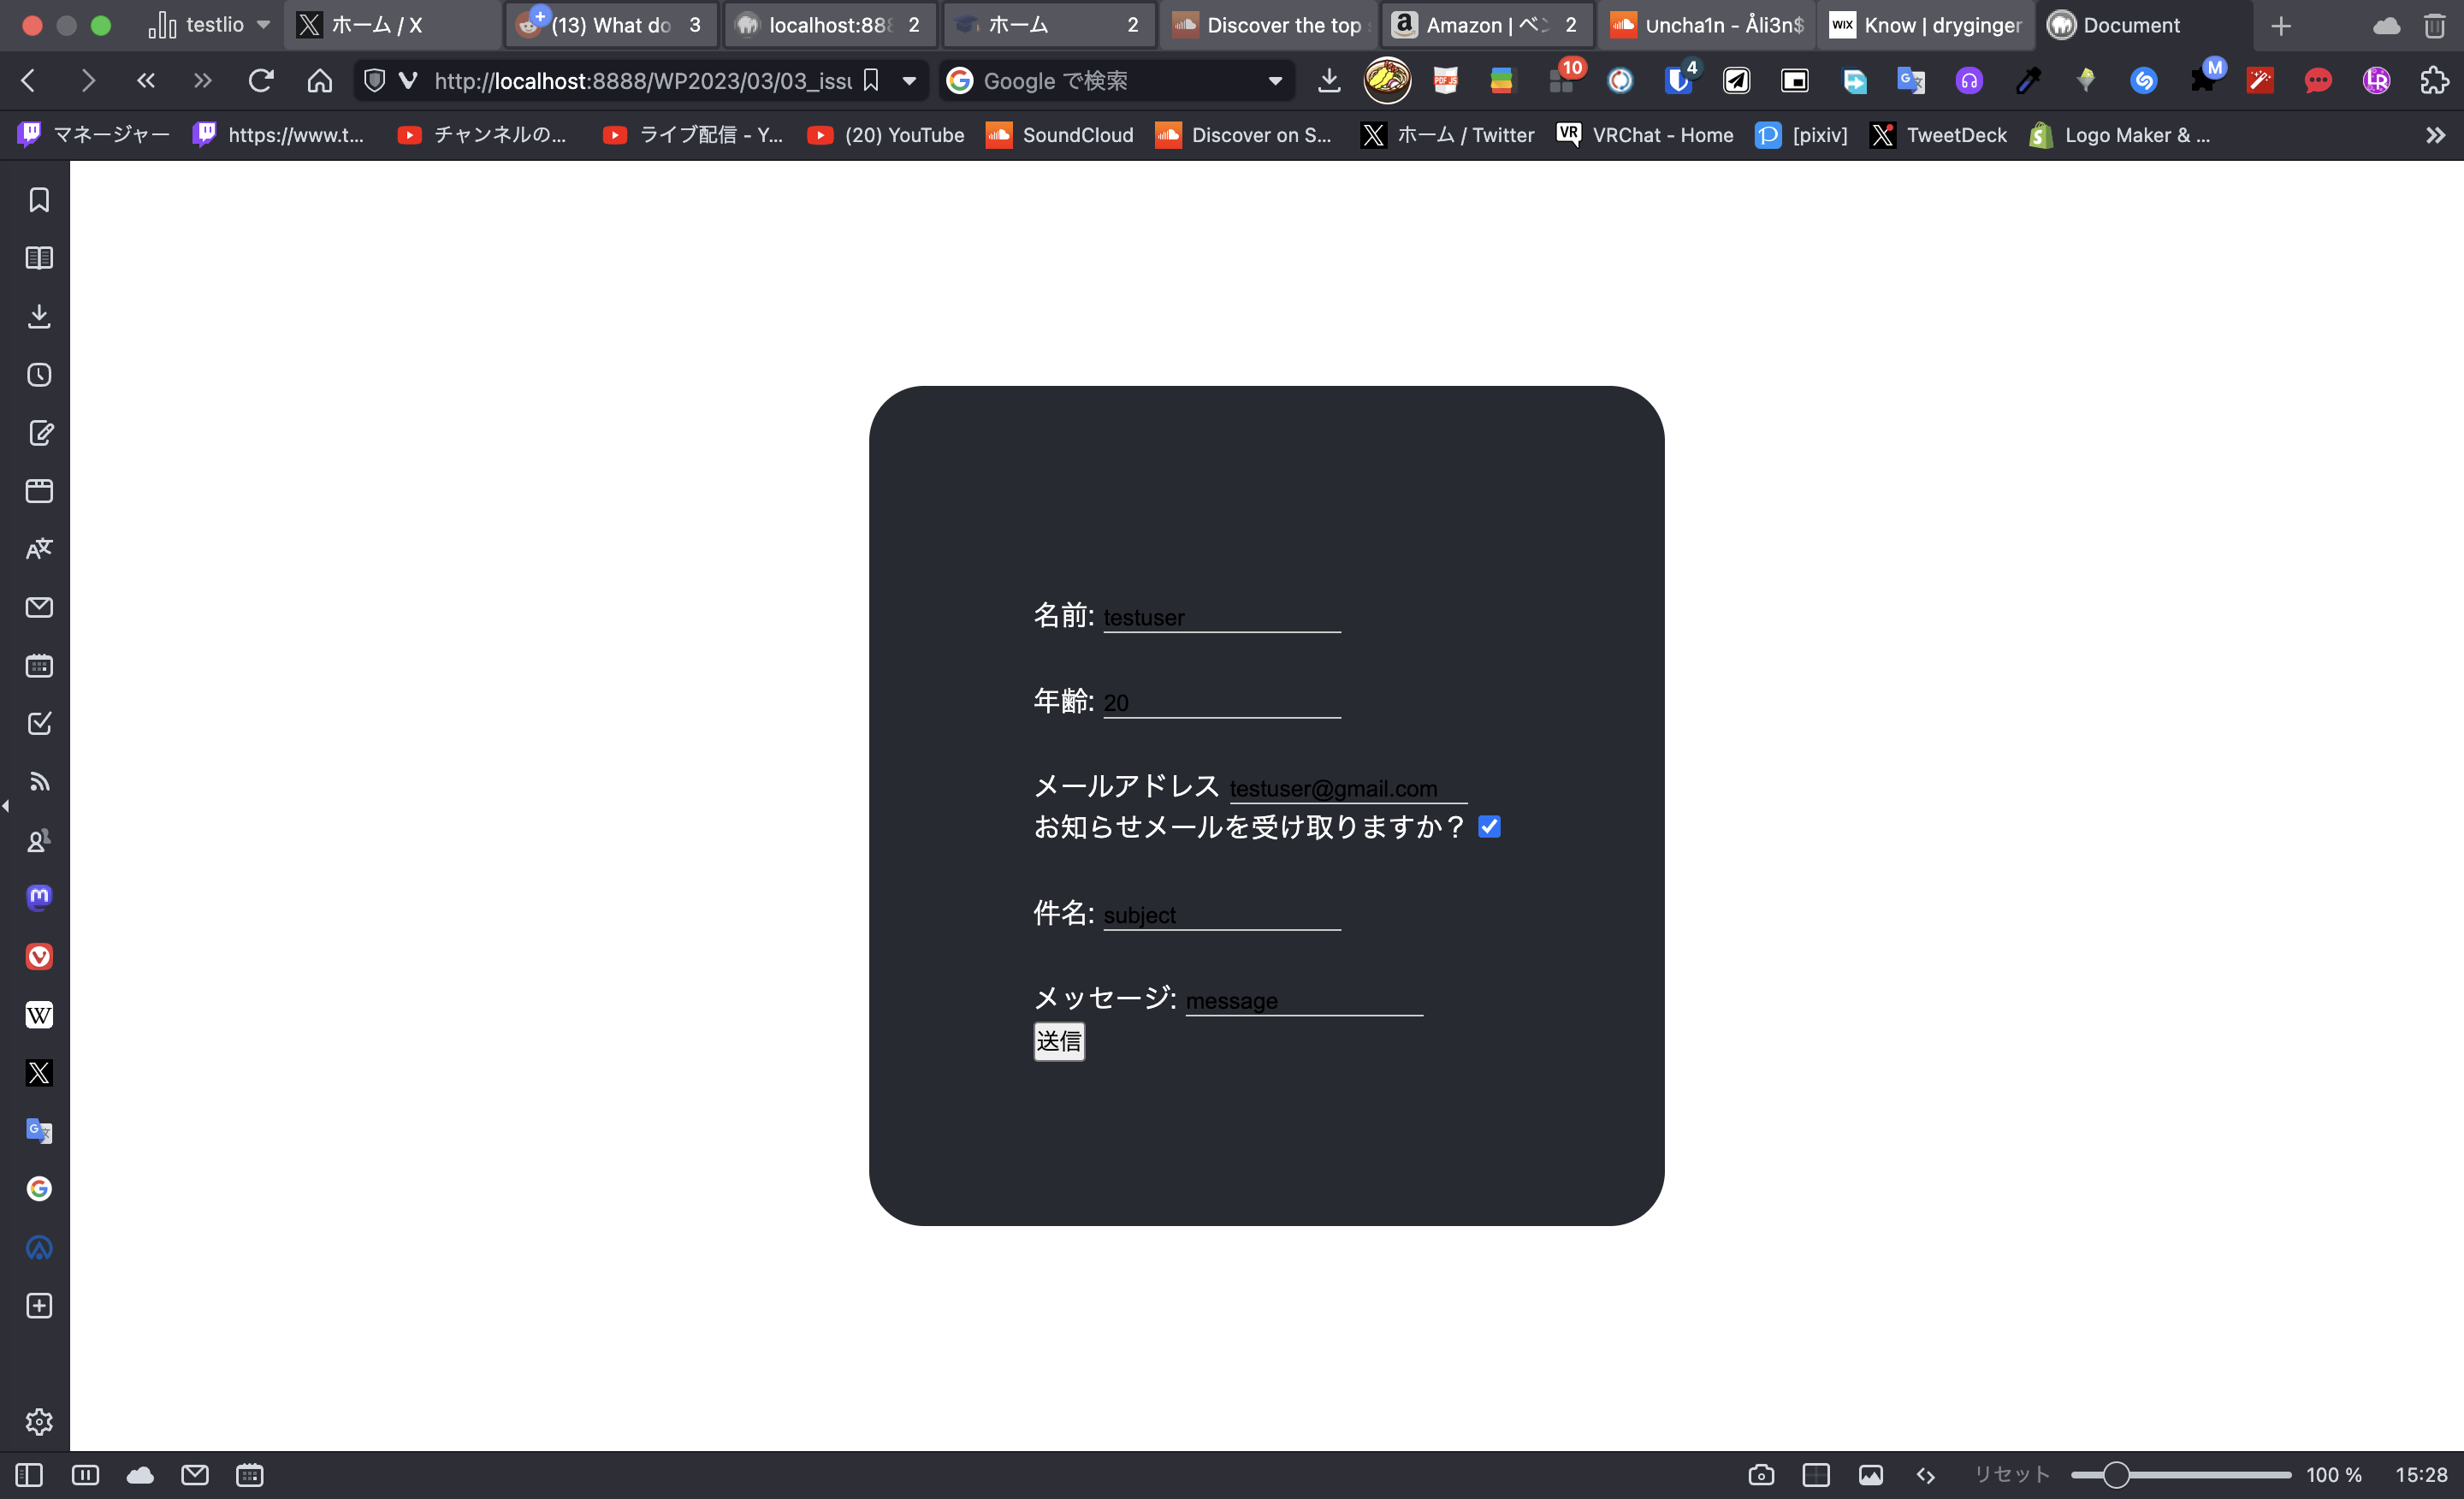 testlio ホーム / X (13) What do 3 localhost:888 2 ホーム 2 Discover the top Amazon | ベン 2 Uncha1n - Åli3n$ WIX Know | dryginger Document
http://localhost:8888/WP2023/03/03_issu Google で検索 10 4 M
マネージャー https://www.t... チャンネルの... ライブ配信 - Y... (20) YouTube SoundCloud Discover on S... ホーム / Twitter VRChat - Home [pixiv] TweetDeck Logo Maker & ...
名前: testuser
年齢: 20
メールアドレス testuser@gmail.com
お知らせメールを受け取りますか？
件名: subject
メッセージ: message
送信
リセット 100 % 15:28